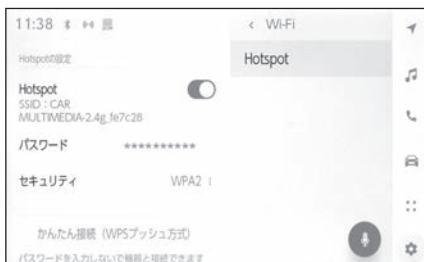 11:38
< Wi-Fi
Hotspotの設定
Hotspot
Hotspot
SSID：CAR
MULTIMEDIA-2.4g_fe7c28
パスワード **********
セキュリティ WPA2
かんたん接続（WPSプッシュ方式）
パスワードを入力しないで機器と接続できます